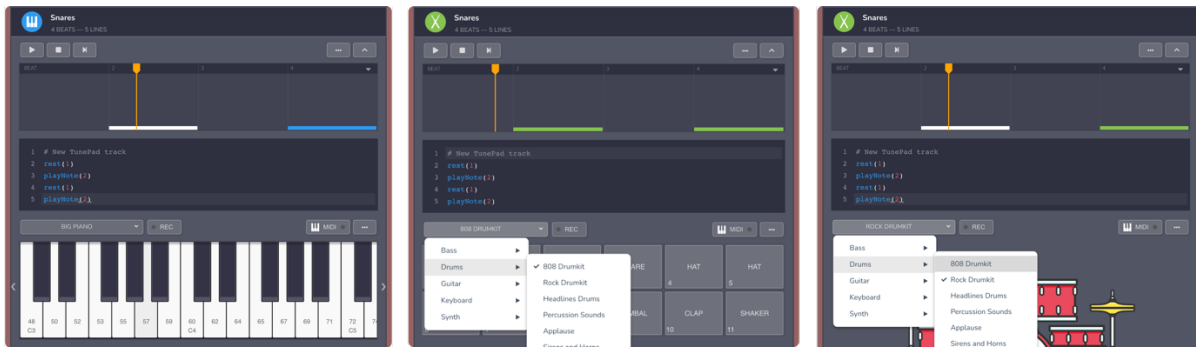 Snares
4 BEATS — 5 LINES
BEAT 2 3 4
1 # New TunePad track
2 rest(1)
3 playNote(2)
4 rest(1)
5 playNote(2)
BIG PIANO REC MIDI
48 50 52 53 55 57 59 60 62 64 65 67 69 71 72
C3 C4 C5
Snares
4 BEATS — 5 LINES
BEAT 2 3 4
1 # New TunePad track
2 rest(1)
3 playNote(2)
4 rest(1)
5 playNote(2)
808 DRUMKIT REC MIDI
Bass
Drums
Guitar
Keyboard
Synth
808 Drumkit
Rock Drumkit
Headlines Drums
Percussion Sounds
Applause
Sirens and Horns
ARE HAT HAT
4 5
MBAL CLAP SHAKER
10 11
Snares
4 BEATS — 5 LINES
BEAT 2 3 4
1 # New TunePad track
2 rest(1)
3 playNote(2)
4 rest(1)
5 playNote(2)
ROCK DRUMKIT REC MIDI
Bass
Drums
Guitar
Keyboard
Synth
808 Drumkit
Rock Drumkit
Headlines Drums
Percussion Sounds
Applause
Sirens and Horns